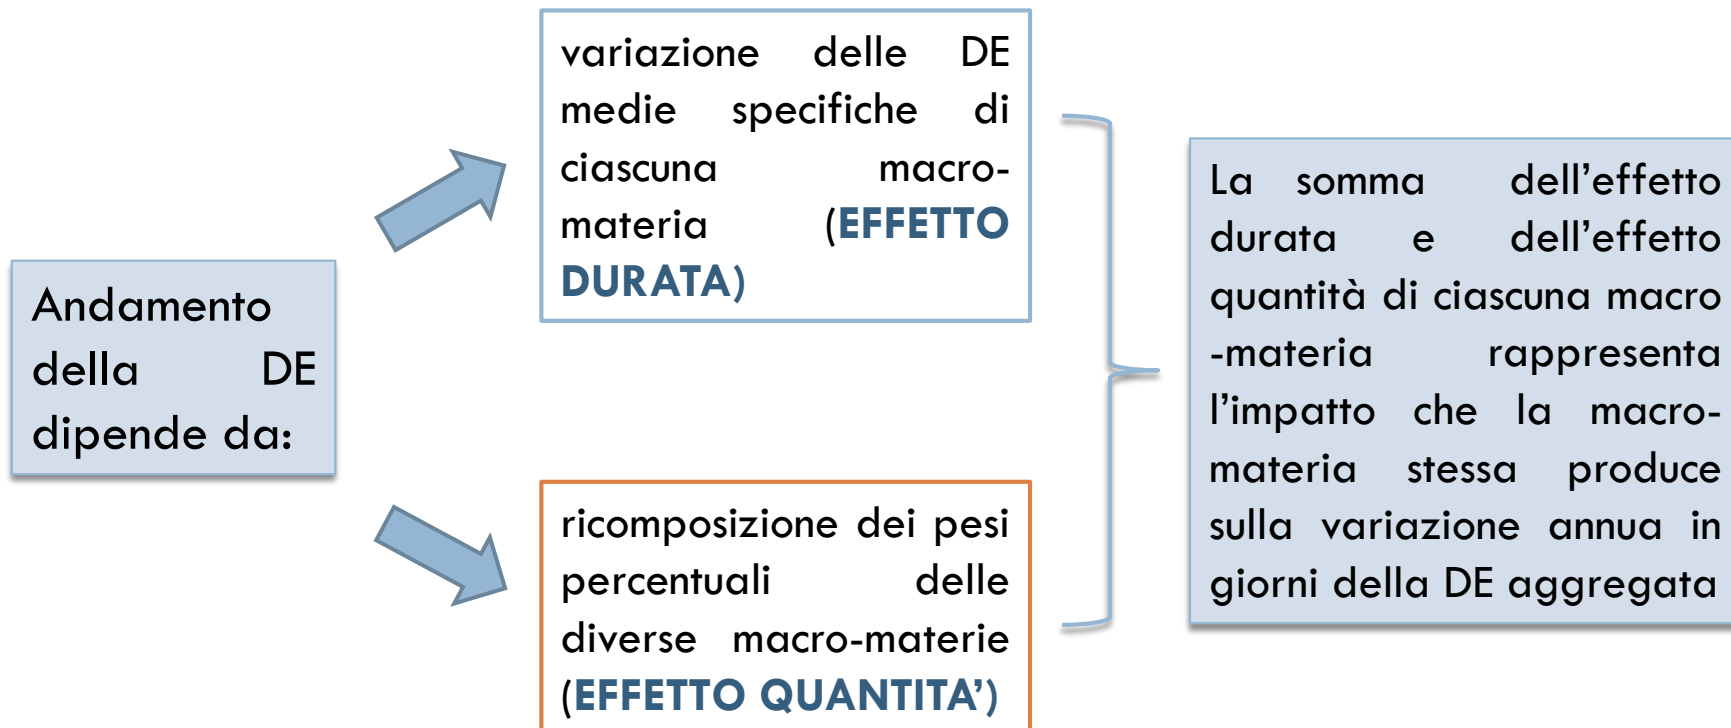 Andamento
della DE
dipende da:
variazione delle DE
medie specifiche di
ciascuna macro-
materia (EFFETTO
DURATA)
ricomposizione dei pesi
percentuali delle
diverse macro-materie
(EFFETTO QUANTITA’)
La somma dell’effetto
durata e dell’effetto
quantità di ciascuna macro
-materia rappresenta
l’impatto che la macro-
materia stessa produce
sulla variazione annua in
giorni della DE aggregata